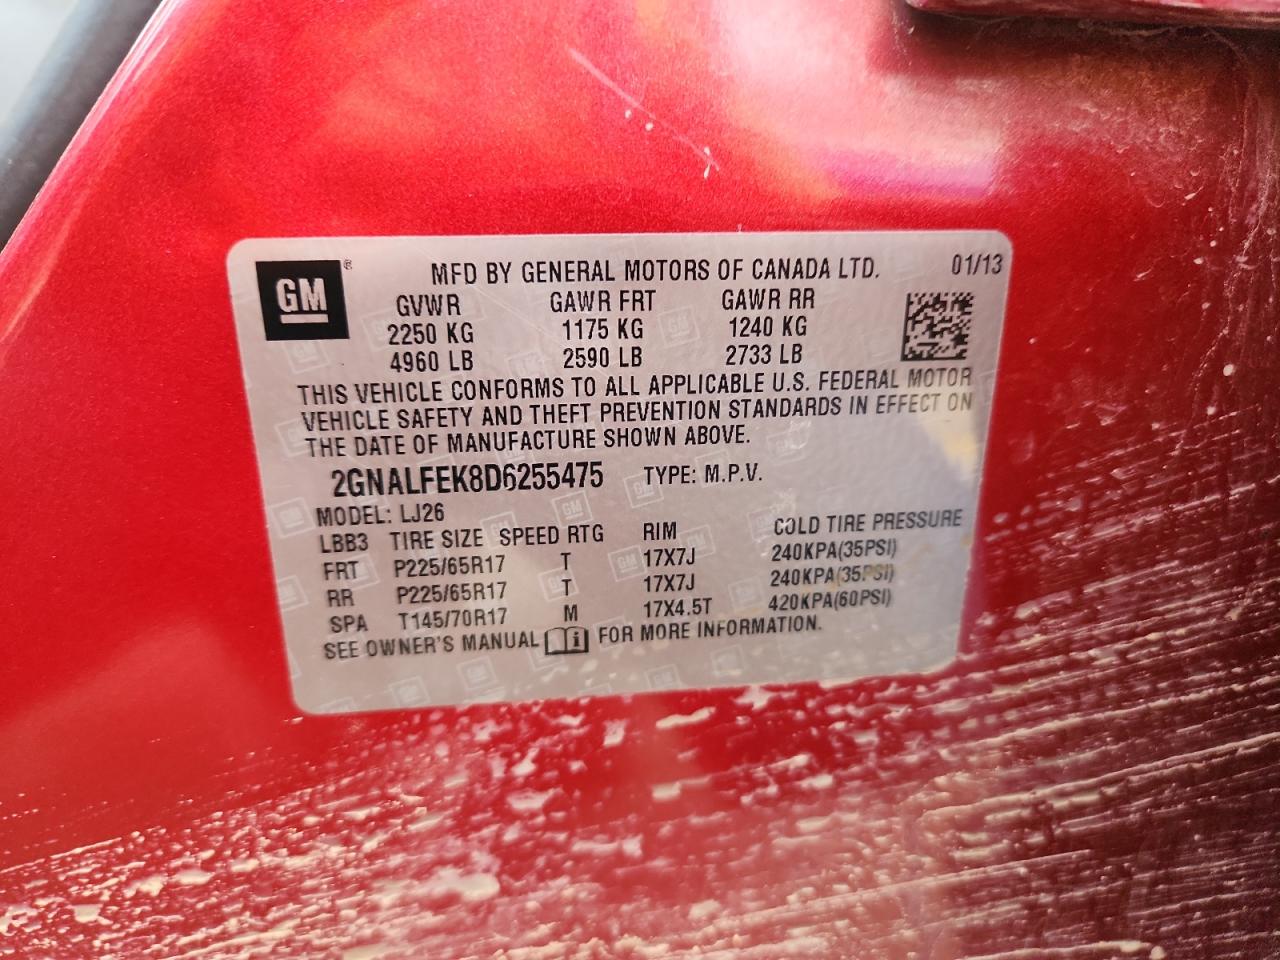 GM® MFD BY GENERAL MOTORS OF CANADA LTD. 01/13
GVWR GAWR FRT GAWR RR
2250 KG 1175 KG 1240 KG
4960 LB 2590 LB 2733 LB
THIS VEHICLE CONFORMS TO ALL APPLICABLE U.S. FEDERAL MOTOR
VEHICLE SAFETY AND THEFT PREVENTION STANDARDS IN EFFECT ON
THE DATE OF MANUFACTURE SHOWN ABOVE.
2GNALFEK8D6255475 TYPE: M.P.V.
MODEL: LJ26
LBB3 TIRE SIZE SPEED RTG RIM COLD TIRE PRESSURE
FRT P225/65R17 T 17X7J 240KPA(35PSI)
RR P225/65R17 T 17X7J 240KPA(35PSI)
SPA T145/70R17 M 17X4.5T 420KPA(60PSI)
SEE OWNER'S MANUAL i FOR MORE INFORMATION.